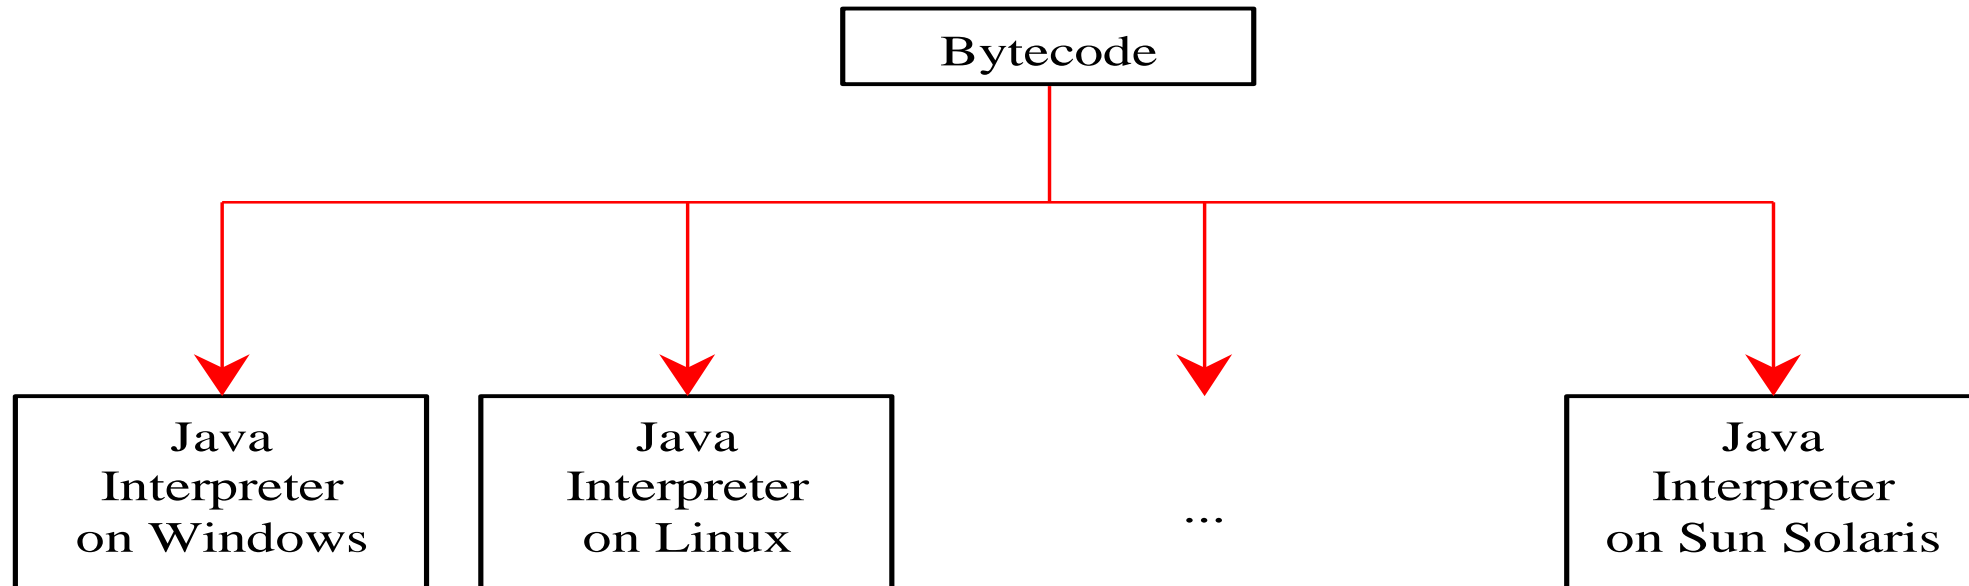 Bytecode
Java
Interpreter
on Windows
Java
Interpreter
on Linux
...
Java
Interpreter
on Sun Solaris